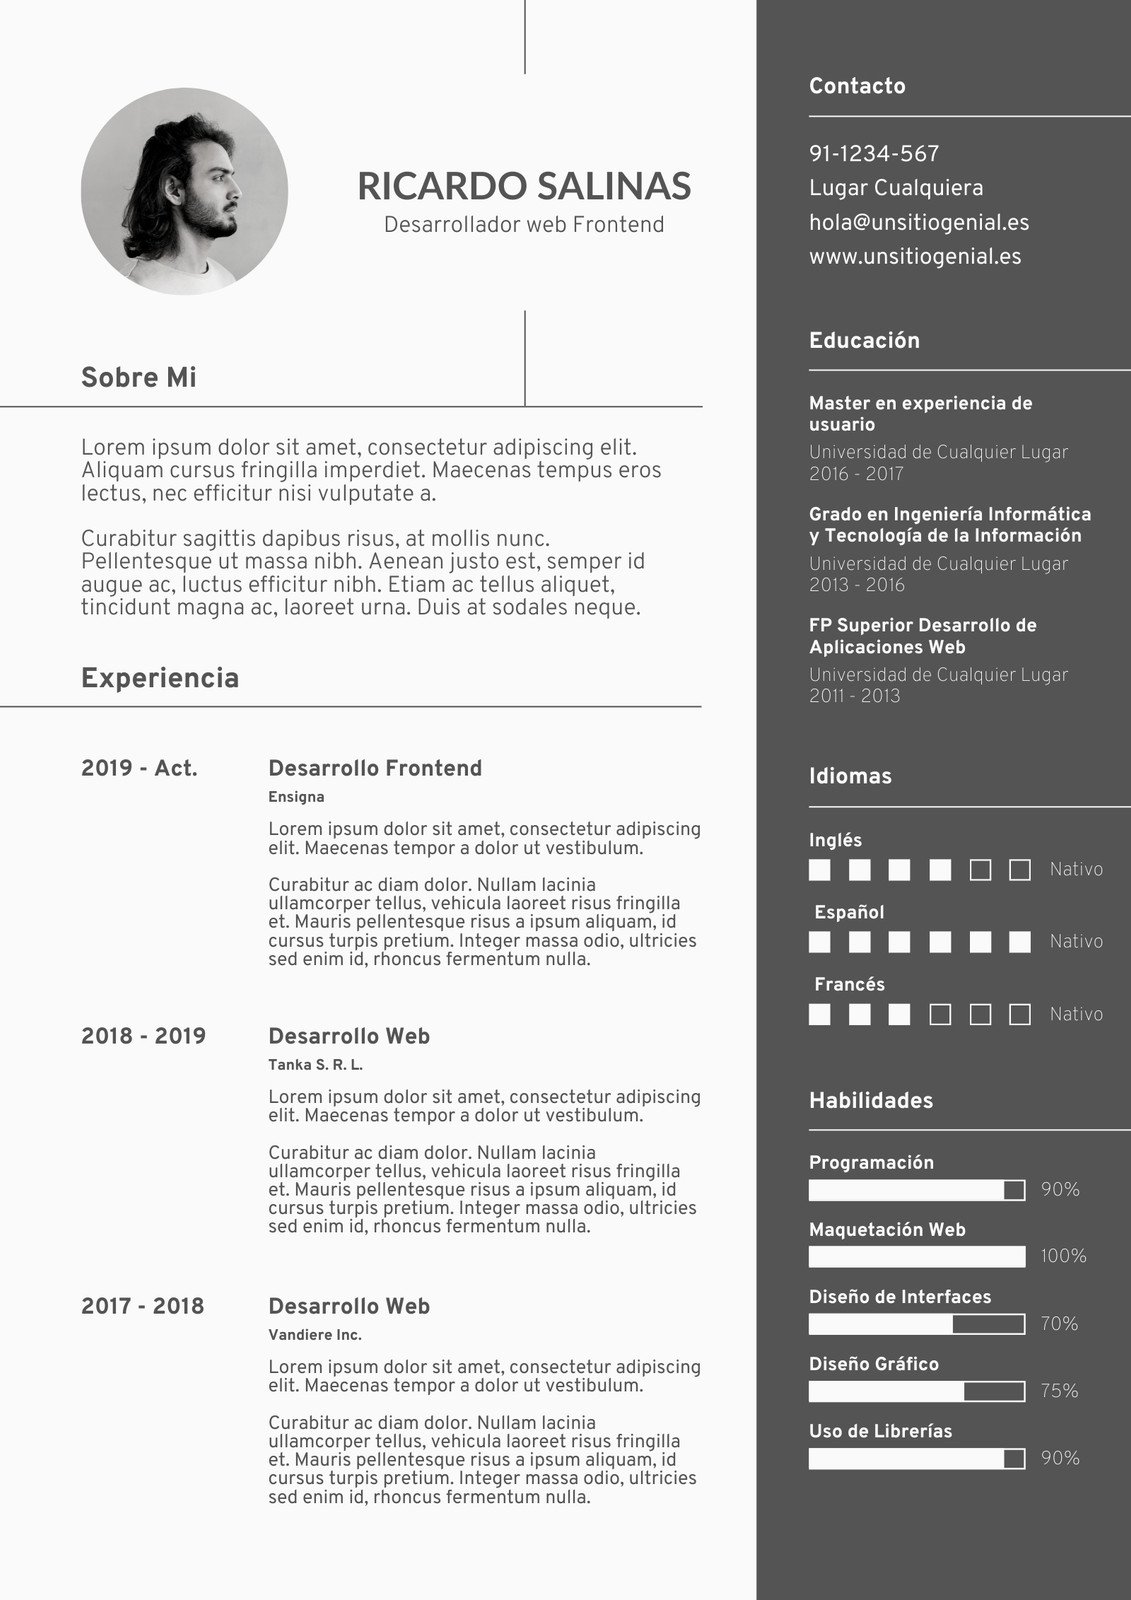 RICARDO SALINAS
Desarrollador web Frontend
Sobre Mi
Lorem ipsum dolor sit amet, consectetur adipiscing elit.
Aliquam cursus fringilla imperdiet. Maecenas tempus eros
lectus, nec efficitur nisi vulputate a.
Curabitur sagittis dapibus risus, at mollis nunc.
Pellentesque ut massa nibh. Aenean justo est, semper id
augue ac, luctus efficitur nibh. Etiam ac tellus aliquet,
tincidunt magna ac, laoreet urna. Duis at sodales neque.
Experiencia
2019 - Act.
Desarrollo Frontend
Ensigna
Lorem ipsum dolor sit amet, consectetur adipiscing
elit. Maecenas tempor a dolor ut vestibulum.
Curabitur ac diam dolor. Nullam lacinia
ullamcorper tellus, vehicula laoreet risus fringilla
et. Mauris pellentesque risus a ipsum aliquam, id
cursus turpis pretium. Integer massa odio, ultricies
sed enim id, rhoncus fermentum nulla.
2018 - 2019
Desarrollo Web
Tanka S. R. L.
Lorem ipsum dolor sit amet, consectetur adipiscing
elit. Maecenas tempor a dolor ut vestibulum.
Curabitur ac diam dolor. Nullam lacinia
ullamcorper tellus, vehicula laoreet risus fringilla
et. Mauris pellentesque risus a ipsum aliquam, id
cursus turpis pretium. Integer massa odio, ultricies
sed enim id, rhoncus fermentum nulla.
2017 - 2018
Desarrollo Web
Vandiere Inc.
Lorem ipsum dolor sit amet, consectetur adipiscing
elit. Maecenas tempor a dolor ut vestibulum.
Curabitur ac diam dolor. Nullam lacinia
ullamcorper tellus, vehicula laoreet risus fringilla
et. Mauris pellentesque risus a ipsum aliquam, id
cursus turpis pretium. Integer massa odio, ultricies
sed enim id, rhoncus fermentum nulla.
Contacto
91-1234-567
Lugar Cualquiera
hola@unsitiogenial.es
www.unsitiogenial.es
Educación
Master en experiencia de
usuario
Universidad de Cualquier Lugar
2016 - 2017
Grado en Ingeniería Informática
y Tecnología de la Información
Universidad de Cualquier Lugar
2013 - 2016
FP Superior Desarrollo de
Aplicaciones Web
Universidad de Cualquier Lugar
2011 - 2013
Idiomas
Inglés
Nativo
Español
Nativo
Francés
Nativo
Habilidades
Programación
90%
Maquetación Web
100%
Diseño de Interfaces
70%
Diseño Gráfico
75%
Uso de Librerías
90%